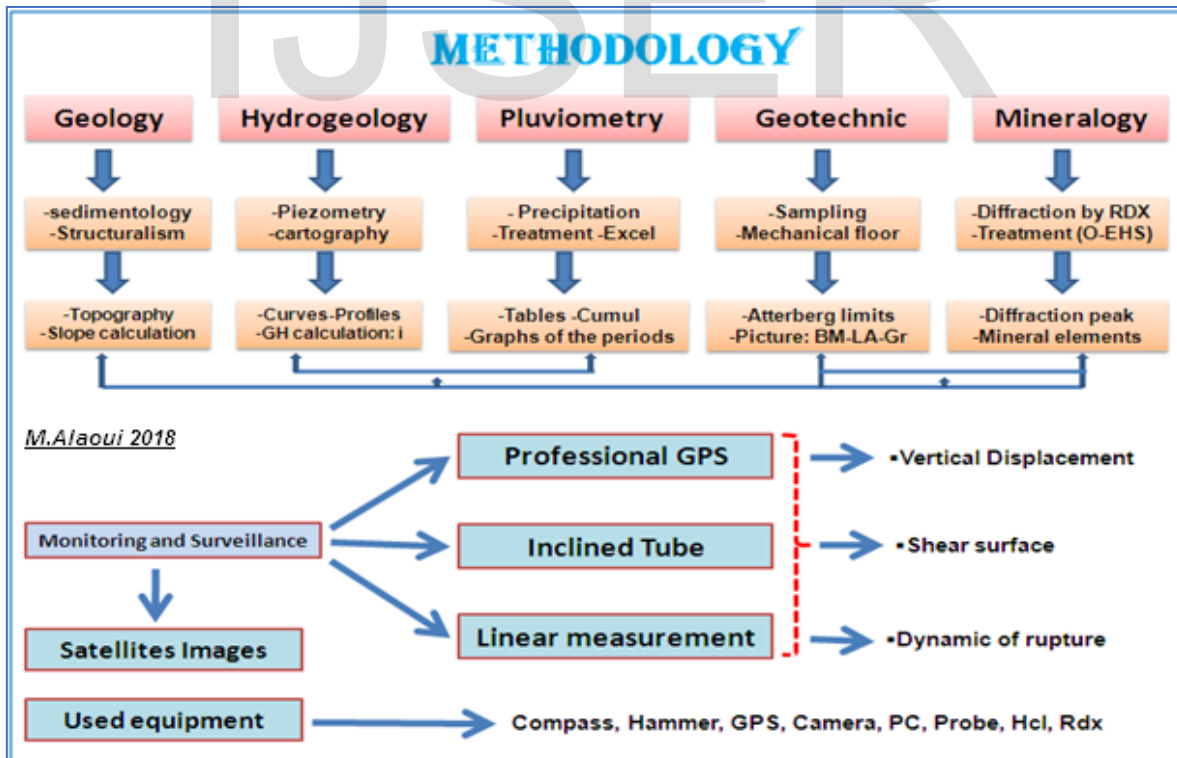 IJSER
METHODOLOGY
Geology
Hydrogeology
Pluviometry
Geotechnic
Mineralogy
-sedimentology
-Structuralism
-Piezometry
-cartography
- Precipitation
-Treatment -Excel
-Sampling
-Mechanical floor
-Diffraction by RDX
-Treatment (O-EHS)
-Topography
-Slope calculation
-Curves-Profiles
-GH calculation: i
-Tables -Cumul
-Graphs of the periods
-Atterberg limits
-Picture: BM-LA-Gr
-Diffraction peak
-Mineral elements
M.Alaoui 2018
Monitoring and Surveillance
Professional GPS
Inclined Tube
Linear measurement
▪Vertical Displacement
▪Shear surface
▪Dynamic of rupture
Satellites Images
Used equipment
Compass, Hammer, GPS, Camera, PC, Probe, Hcl, Rdx